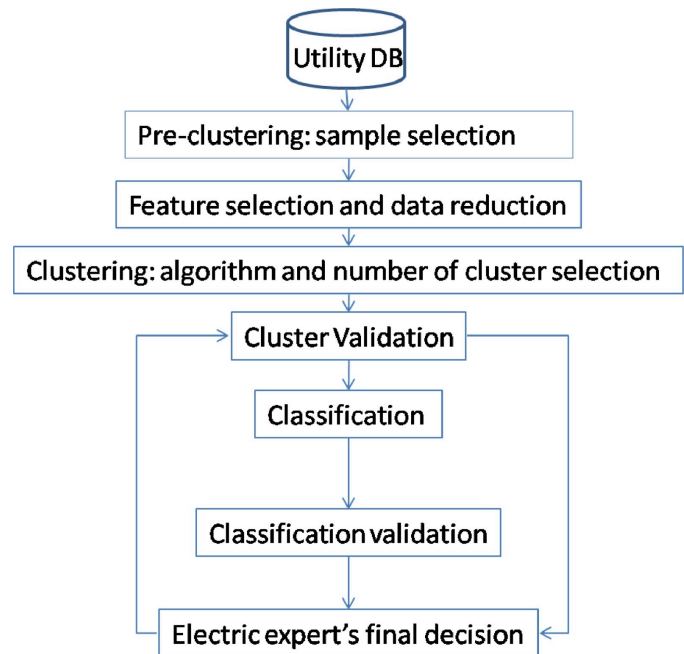 Utility DB
Pre-clustering: sample selection
Feature selection and data reduction
Clustering: algorithm and number of cluster selection
Cluster Validation
Classification
Classification validation
Electric expert's final decision